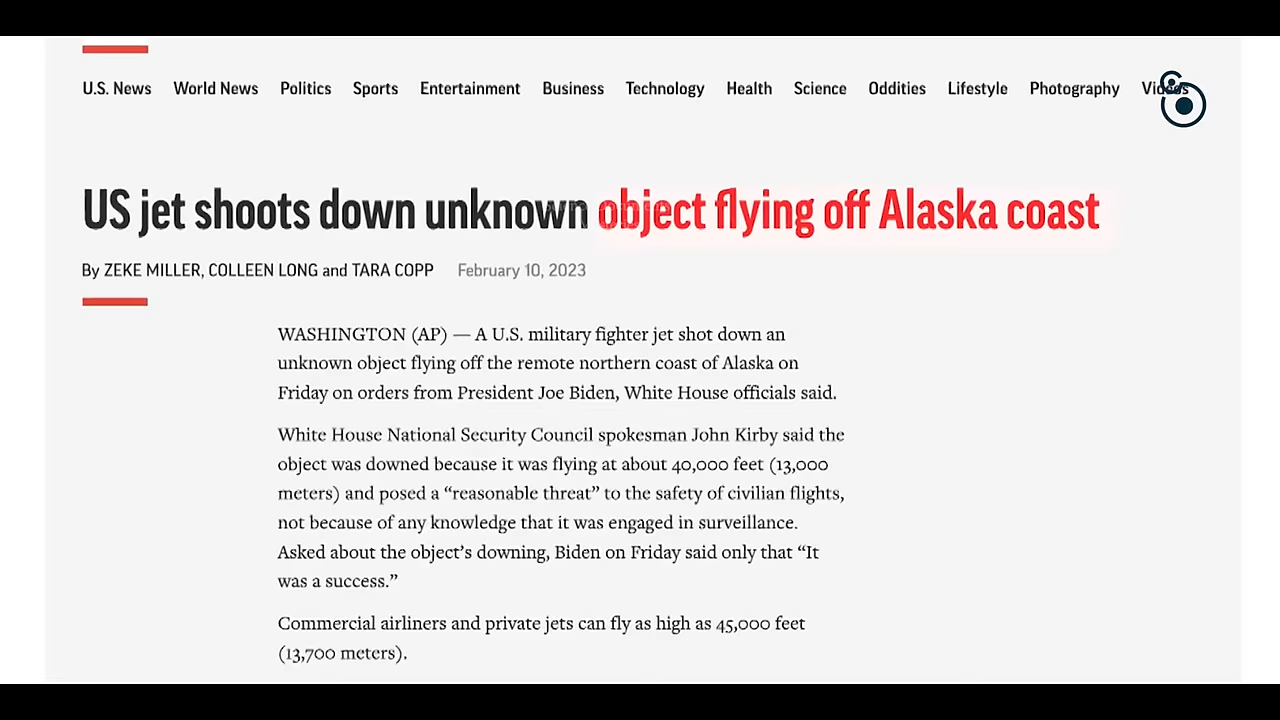 U.S. News World News Politics Sports Entertainment Business Technology Health Science Oddities Lifestyle Photography Videos
US jet shoots down unknown object flying off Alaska coast
By ZEKE MILLER, COLLEEN LONG and TARA COPP February 10, 2023
WASHINGTON (AP) — A U.S. military fighter jet shot down an
unknown object flying off the remote northern coast of Alaska on
Friday on orders from President Joe Biden, White House officials said.
White House National Security Council spokesman John Kirby said the
object was downed because it was flying at about 40,000 feet (13,000
meters) and posed a “reasonable threat” to the safety of civilian flights,
not because of any knowledge that it was engaged in surveillance.
Asked about the object’s downing, Biden on Friday said only that “It
was a success.”
Commercial airliners and private jets can fly as high as 45,000 feet
(13,700 meters).